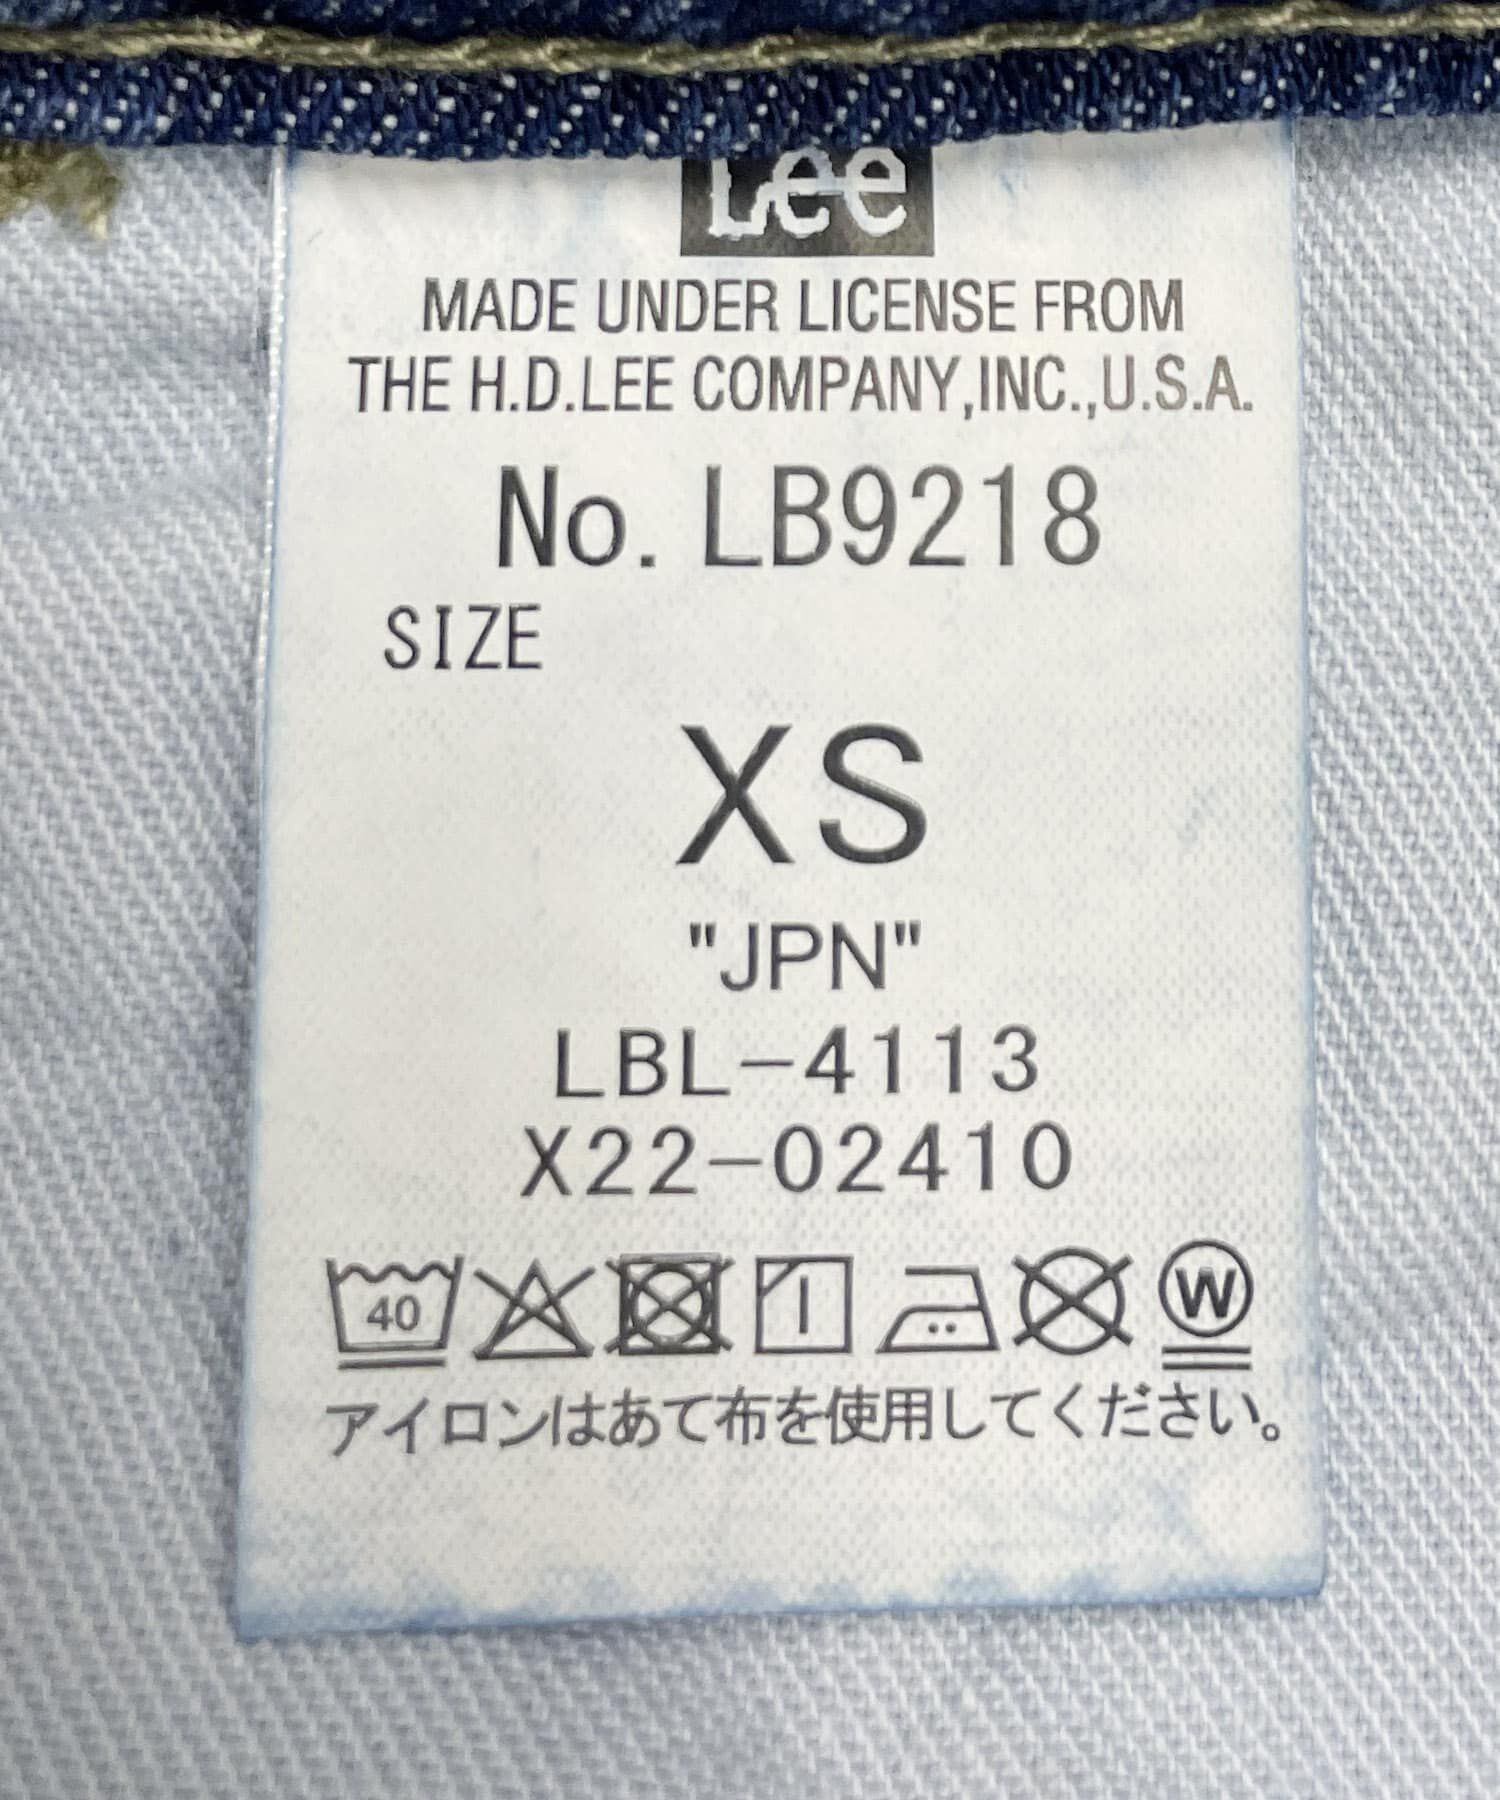 Lee
MADE UNDER LICENSE FROM
THE H.D.LEE COMPANY,INC.,U.S.A.
No. LB9218
SIZE
XS
"JPN"
LBL-4113
X22-02410
40 W
アイロンはあて布を使用してください。